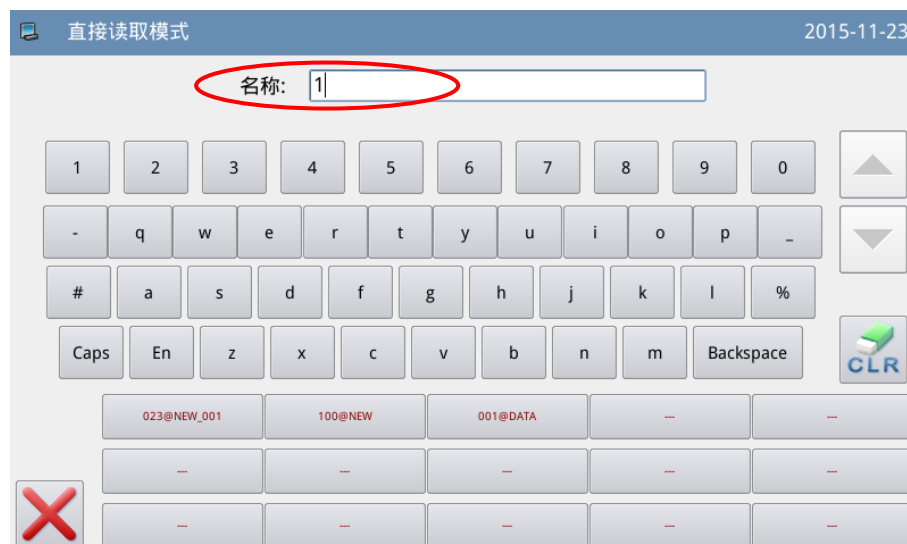 直接读取模式 2015-11-23
名称: 1
1 2 3 4 5 6 7 8 9 0
- q w e r t y u i o p _
# a s d f g h j k l %
Caps En z x c v b n m Backspace
CLR
023@NEW_001 100@NEW 001@DATA --- ---
--- --- --- --- ---
--- --- --- --- ---